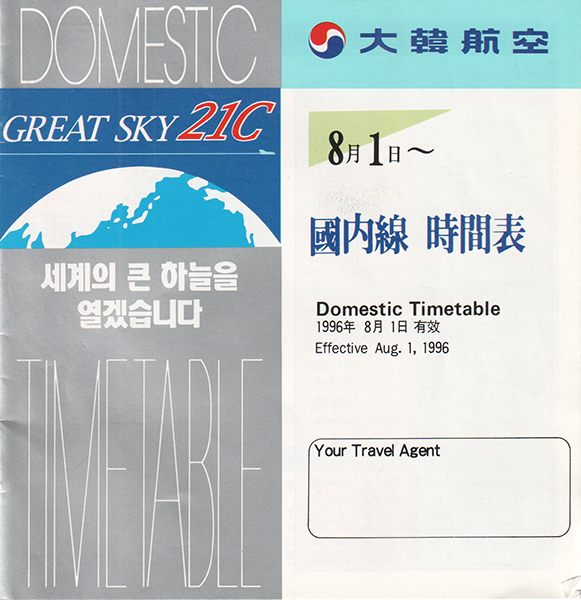 DOMESTIC
GREAT SKY 21C
세계의 큰 하늘을
열겠습니다
TIMETABLE
大韓航空
8月1日~
國内線 時間表
Domestic Timetable
1996年 8月 1日 有效
Effective Aug. 1, 1996
Your Travel Agent